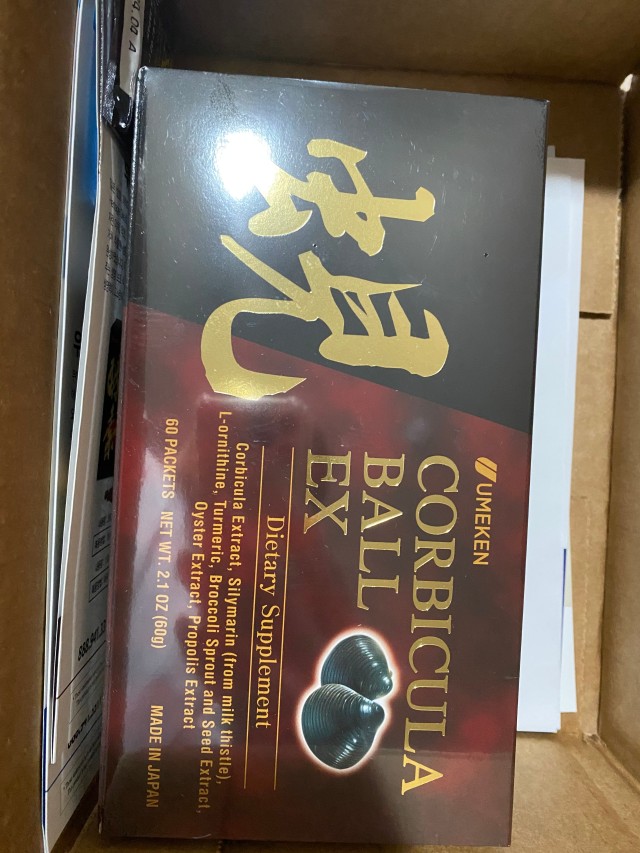 蜆
UMEKEN
CORBICULA
BALL
EX
Dietary Supplement
Corbicula Extract, Silymarin (from milk thistle),
L-ornithine, Turmeric, Broccoli Sprout and Seed Extract,
Oyster Extract, Propolis Extract
60 PACKETS NET WT. 2.1 OZ (60g) MADE IN JAPAN